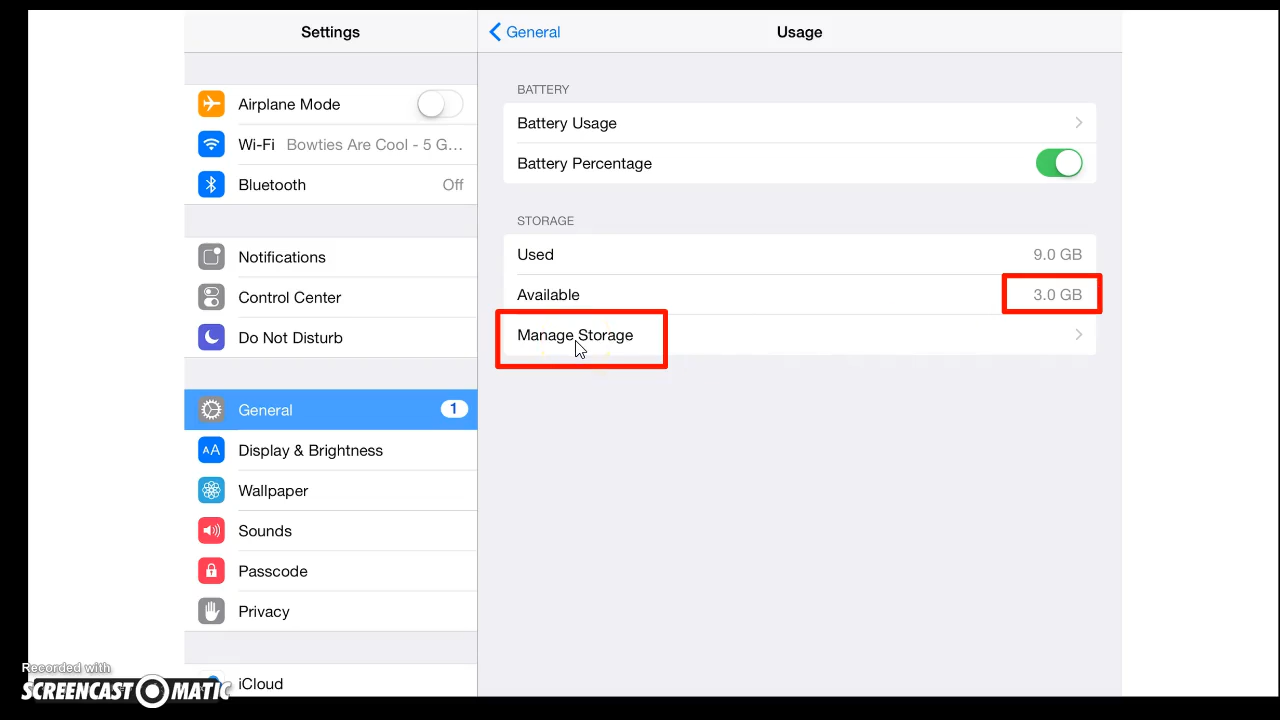 Settings
Airplane Mode
Wi-Fi Bowties Are Cool - 5 G...
Bluetooth Off
Notifications
Control Center
Do Not Disturb
General 1
AA Display & Brightness
Wallpaper
Sounds
Passcode
Privacy
iCloud
General Usage
BATTERY
Battery Usage
Battery Percentage
STORAGE
Used 9.0 GB
Available 3.0 GB
Manage Storage
Recorded with
SCREENCAST MATIC